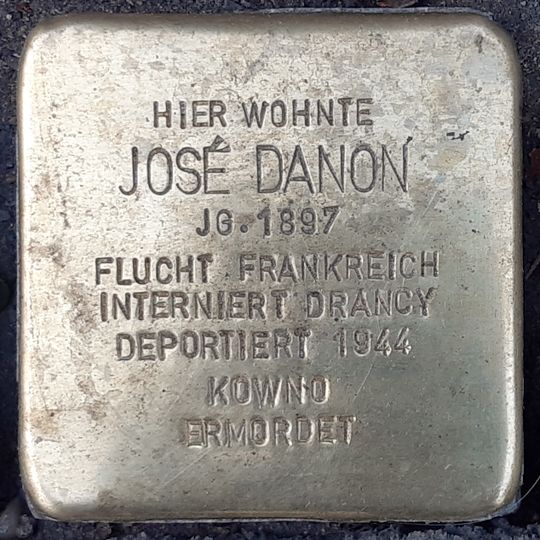 HIER WOHNTE
JOSÉ DANON
JG. 1897
FLUCHT FRANKREICH
INTERNIERT DRANCY
DEPORTIERT 1944
KOWNO
ERMORDET